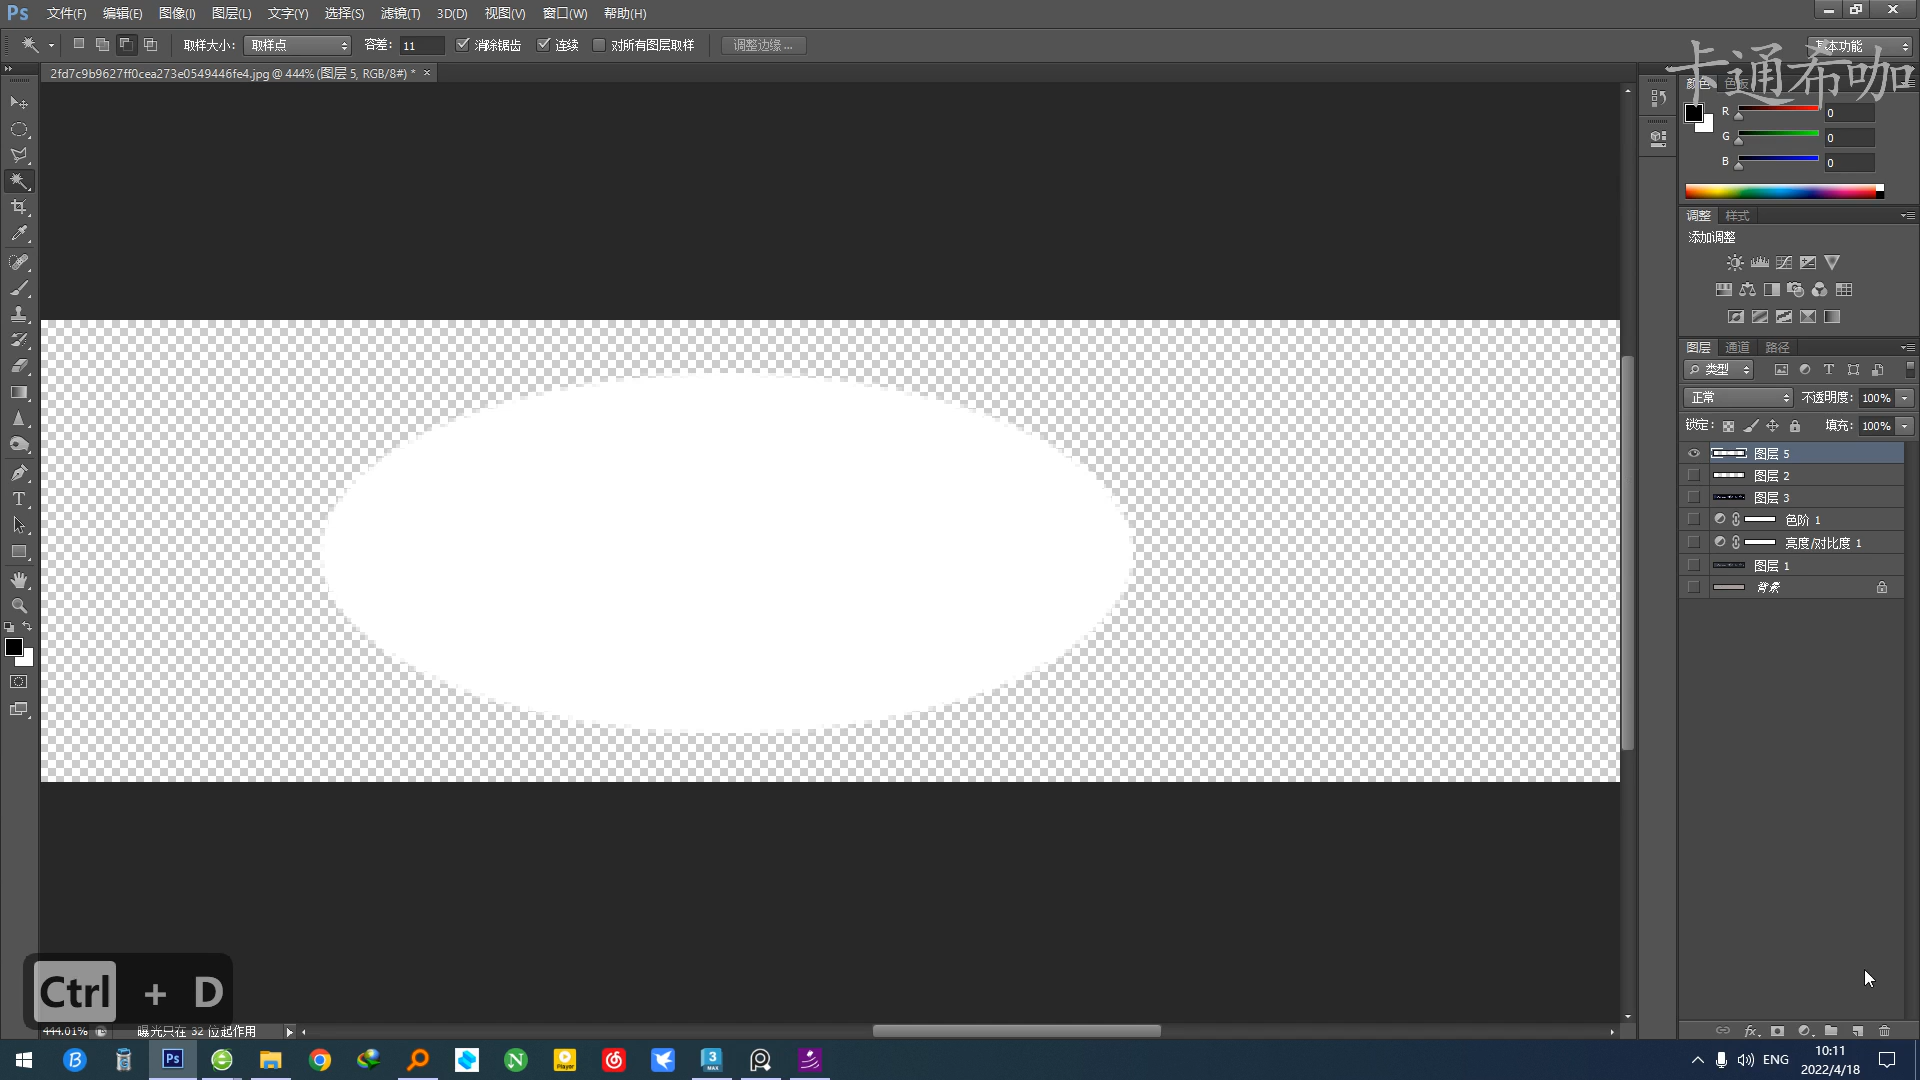 Ps 文件(F) 编辑(E) 图像(I) 图层(L) 文字(Y) 选择(S) 滤镜(T) 3D(D) 视图(V) 窗口(W) 帮助(H)
取样大小: 取样点 容差: 11 消除锯齿 连续 对所有图层取样 调整边缘 ... 基本功能
卡通希咖
2fd7c9b9627ff0cea273e0549446fe4.jpg @ 444% (图层 5, RGB/8#) * ×
颜色 色板
R 0
G 0
B 0
调整 样式
添加调整
图层 通道 路径
类型
正常 不透明度: 100%
锁定: 填充: 100%
图层 5
图层 2
图层 3
色阶 1
亮度/对比度 1
图层 1
背景
Ctrl + D
444.01% 曝光只在 32 位起作用
ENG 10:11
2022/4/18